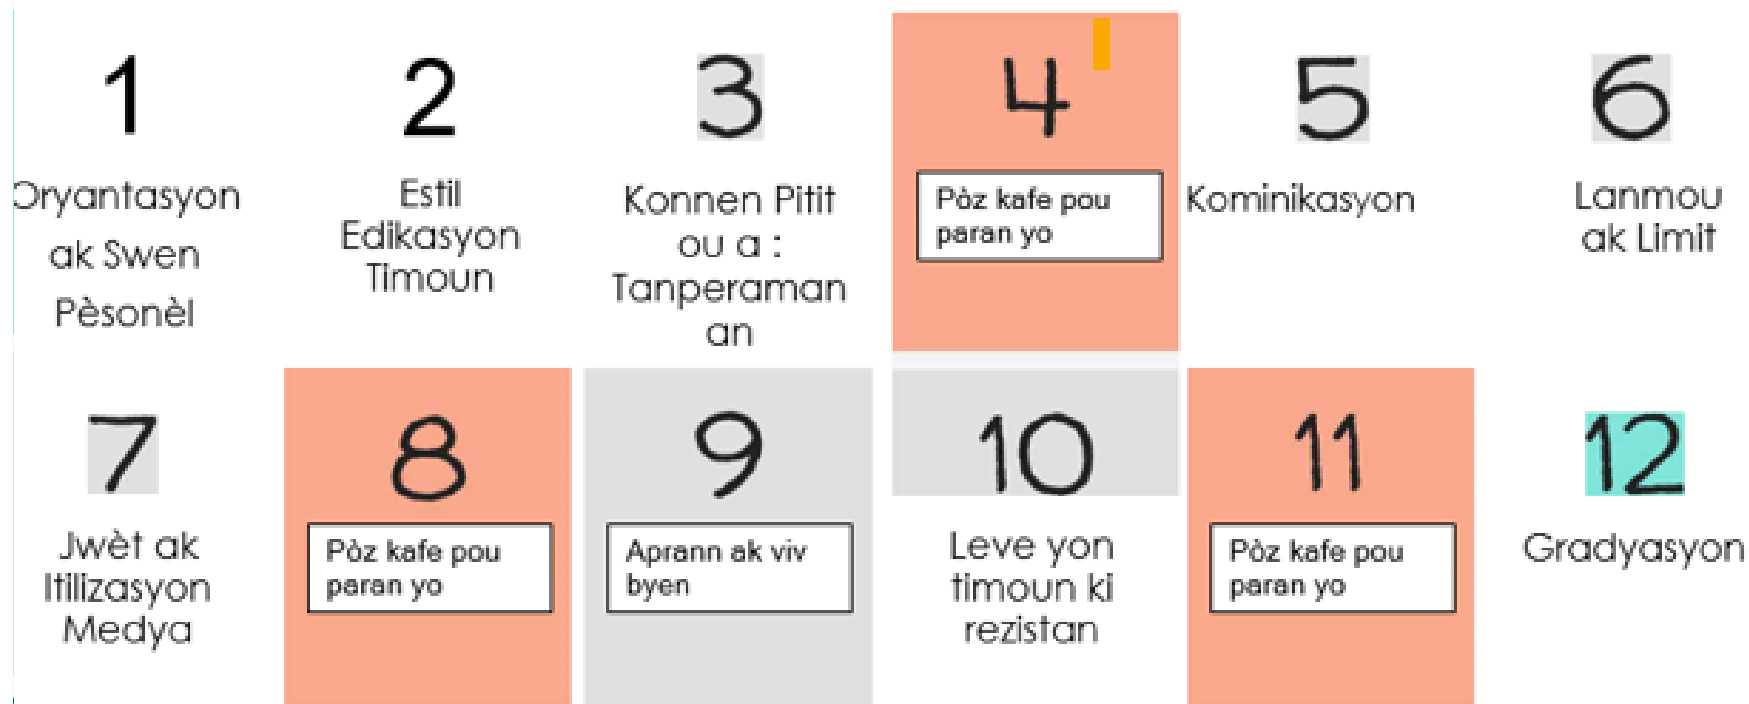 1
Oryantasyon
ak Swen
Pèsonèl
2
Estil
Edikasyon
Timoun
3
Konnen Pitit
ou a :
Tanperaman
an
4
Pòz kafe pou
paran yo
5
Kominikasyon
6
Lanmou
ak Limit
7
Jwèt ak
Itilizasyon
Medya
8
Pòz kafe pou
paran yo
9
Aprann ak viv
byen
10
Leve yon
timoun ki
rezistan
11
Pòz kafe pou
paran yo
12
Gradyasyon